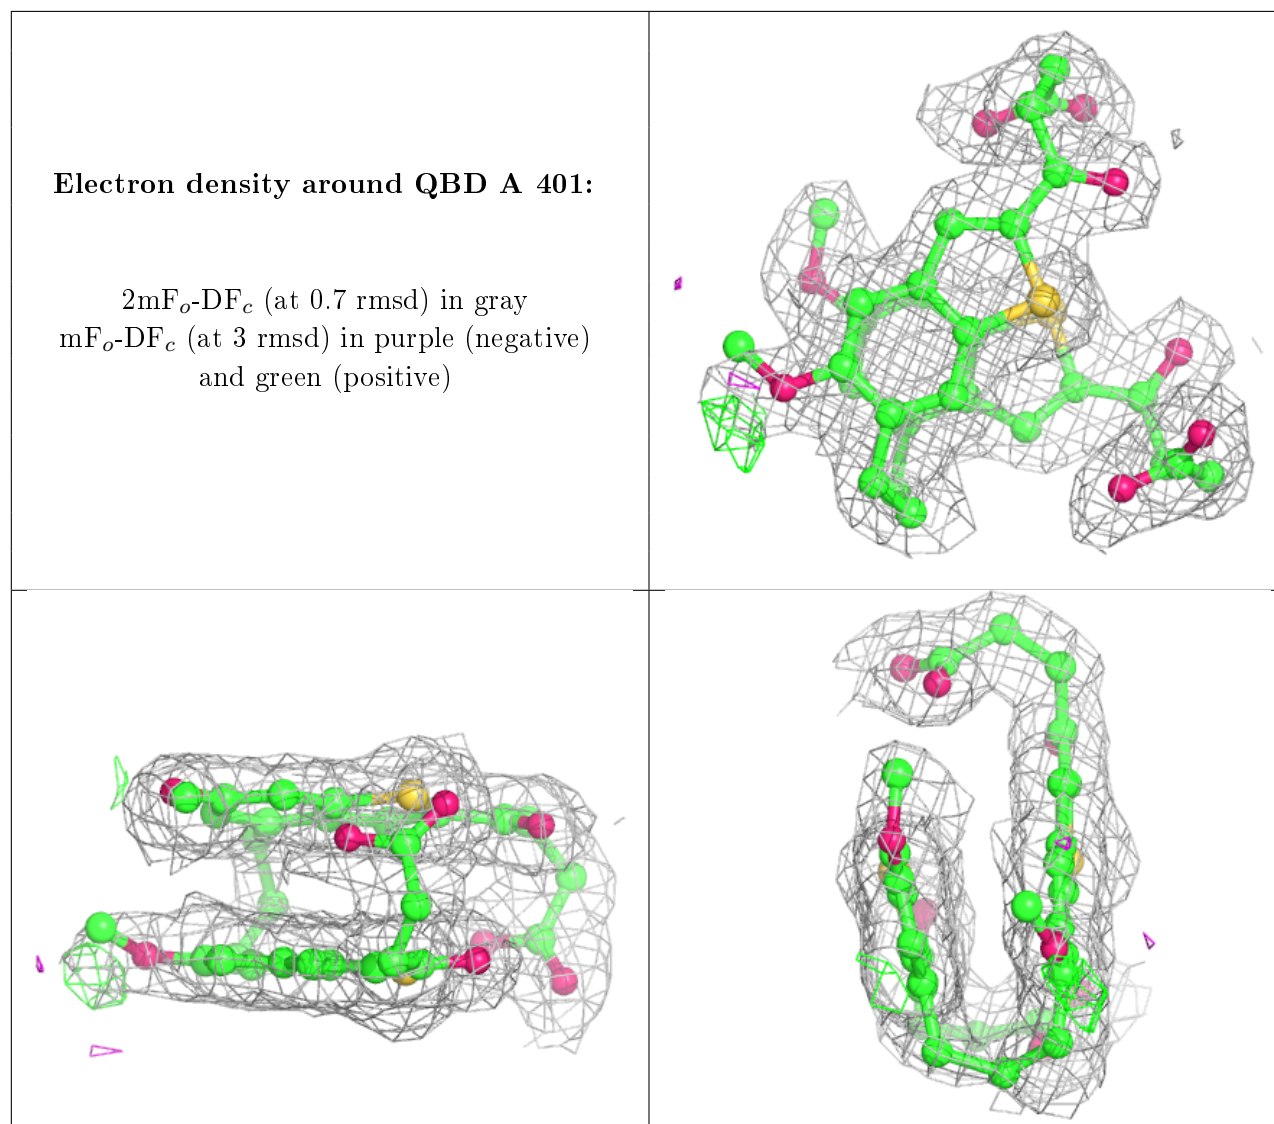 Electron density around QBD A 401:
2mFₒ-DF𝒸 (at 0.7 rmsd) in gray
mFₒ-DF𝒸 (at 3 rmsd) in purple (negative)
and green (positive)